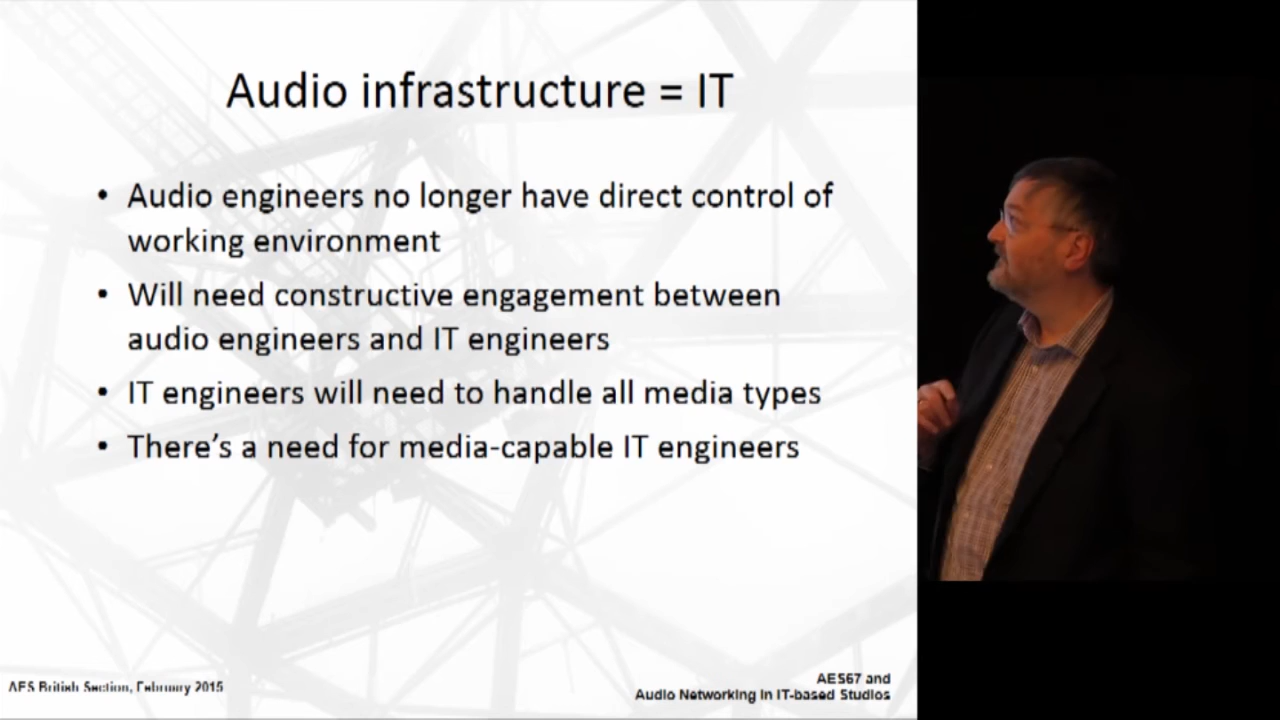 Audio infrastructure = IT
• Audio engineers no longer have direct control of
working environment
• Will need constructive engagement between
audio engineers and IT engineers
• IT engineers will need to handle all media types
• There's a need for media-capable IT engineers
AES British Section, February 2015
AES67 and
Audio Networking in IT-based Studios